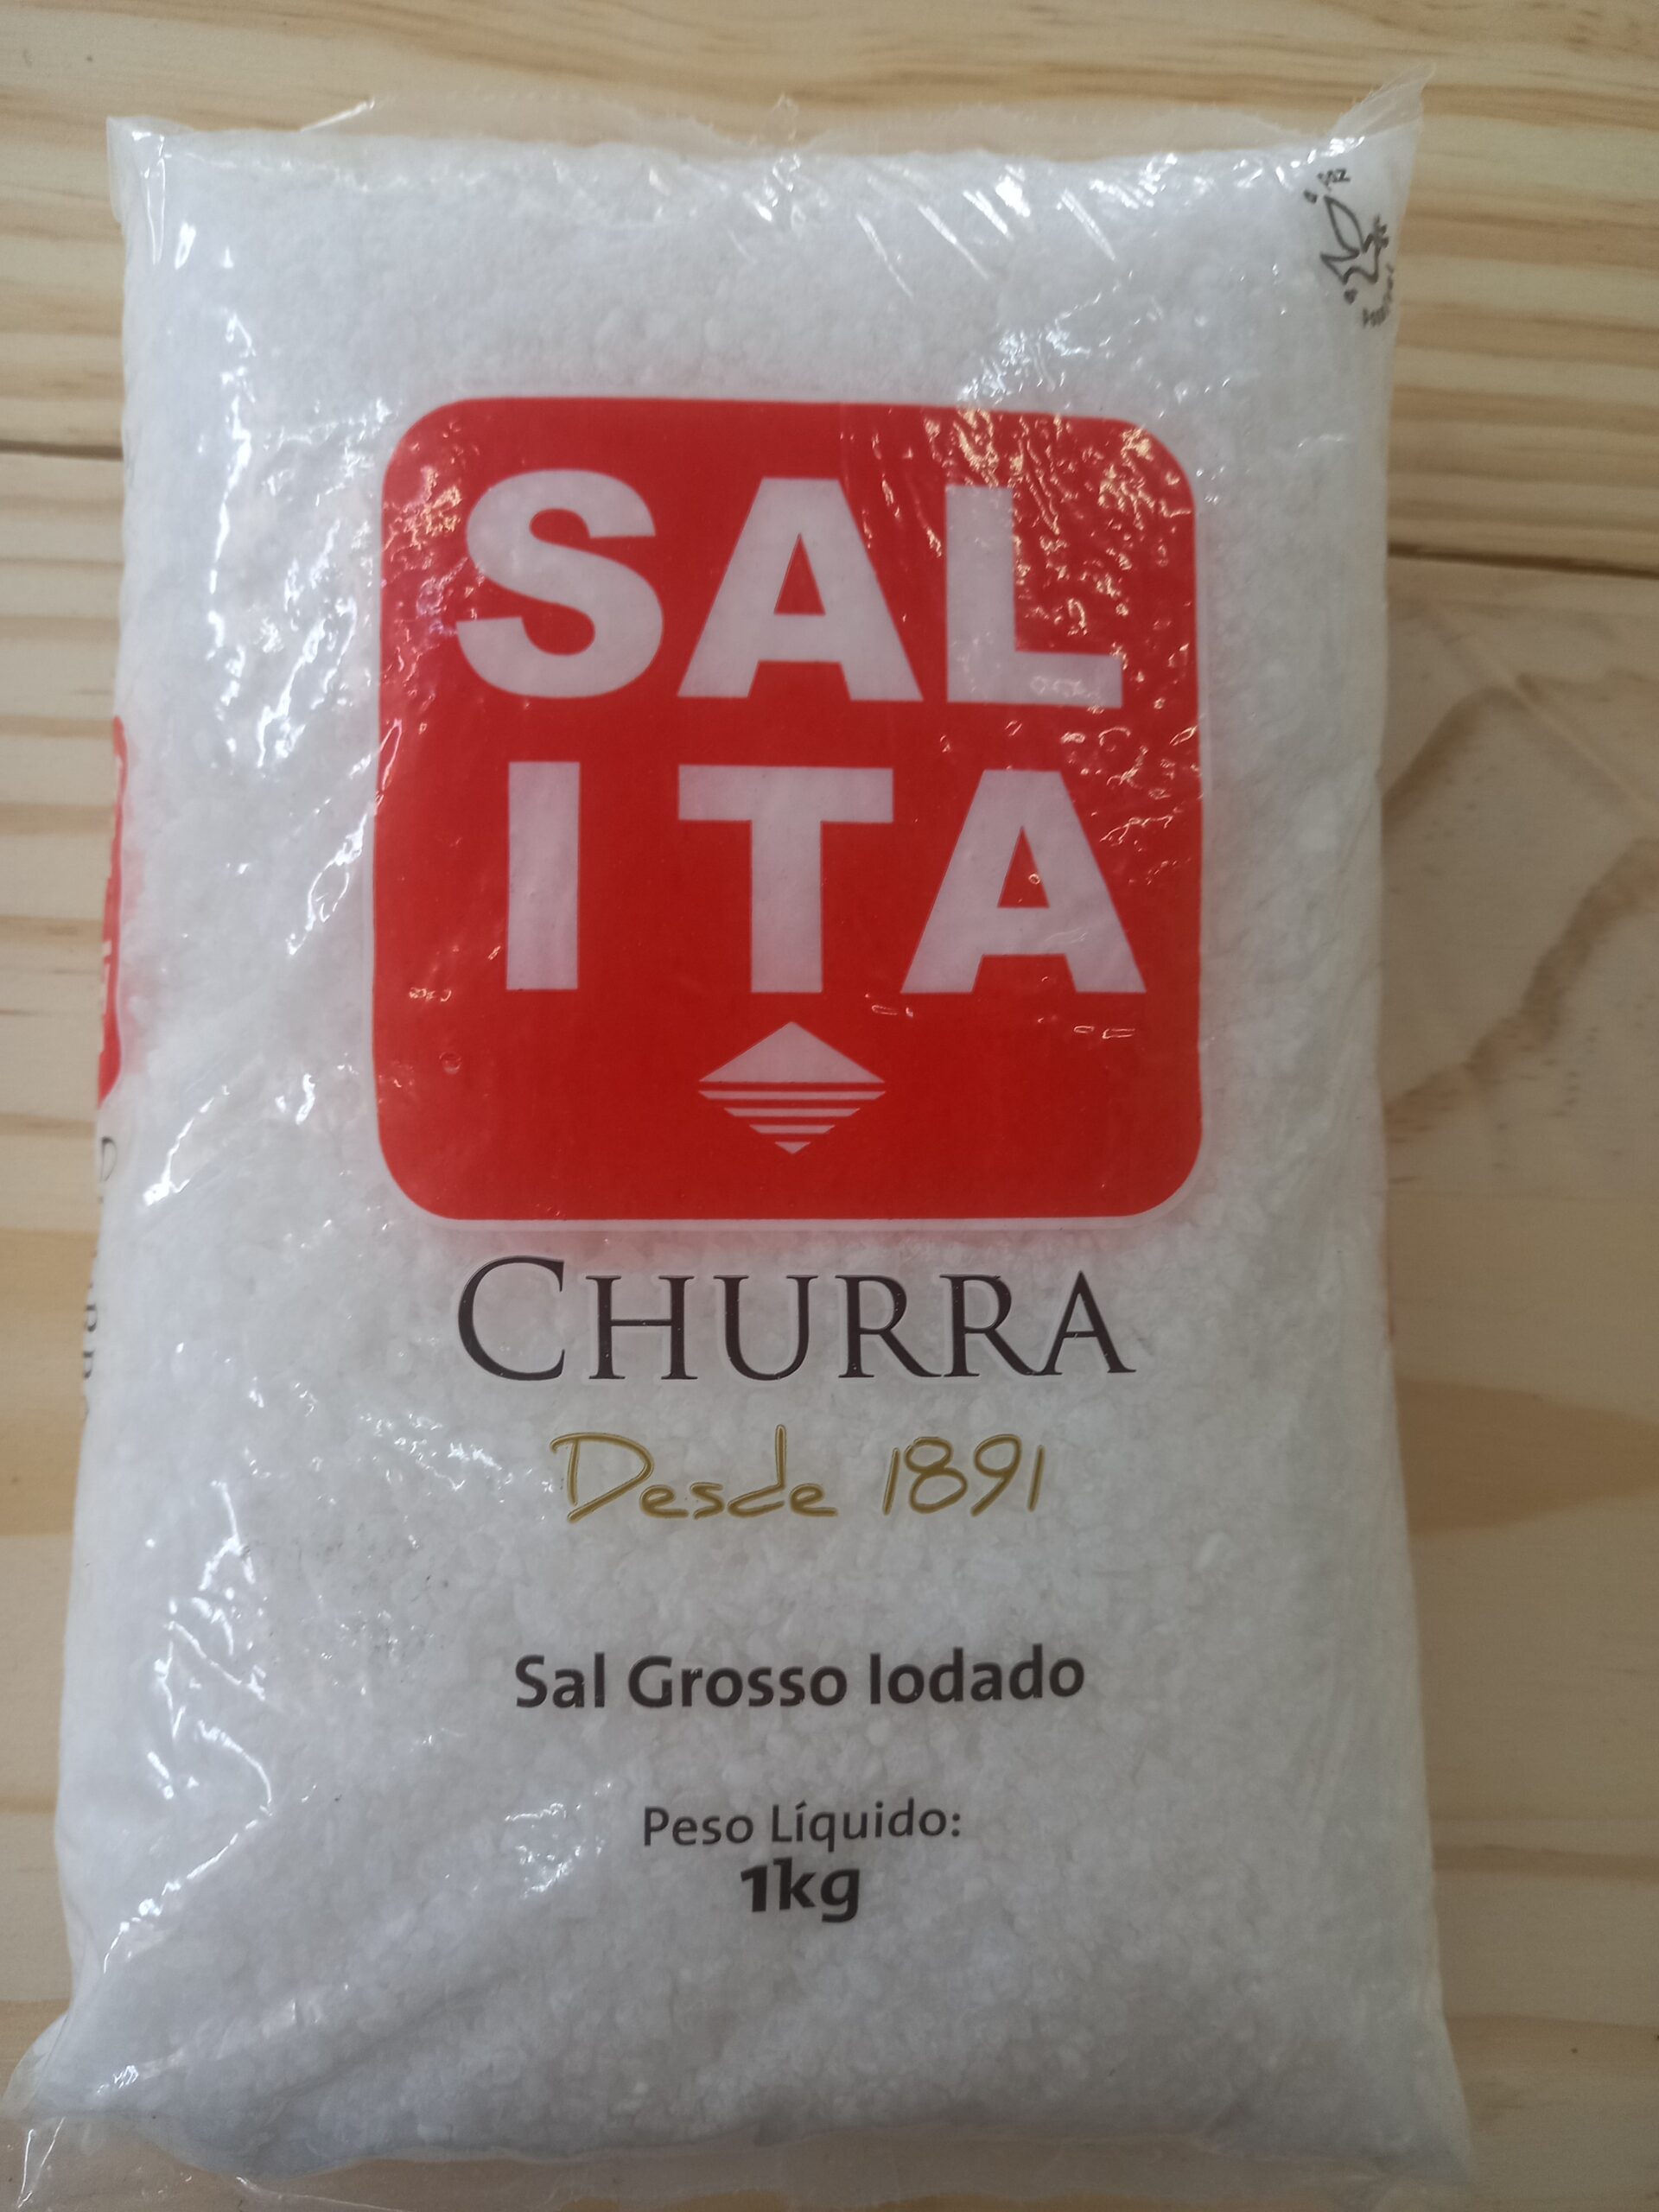 SAL
ITA
CHURRA
Desde 1891
Sal Grosso Iodado
Peso Líquido:
1kg